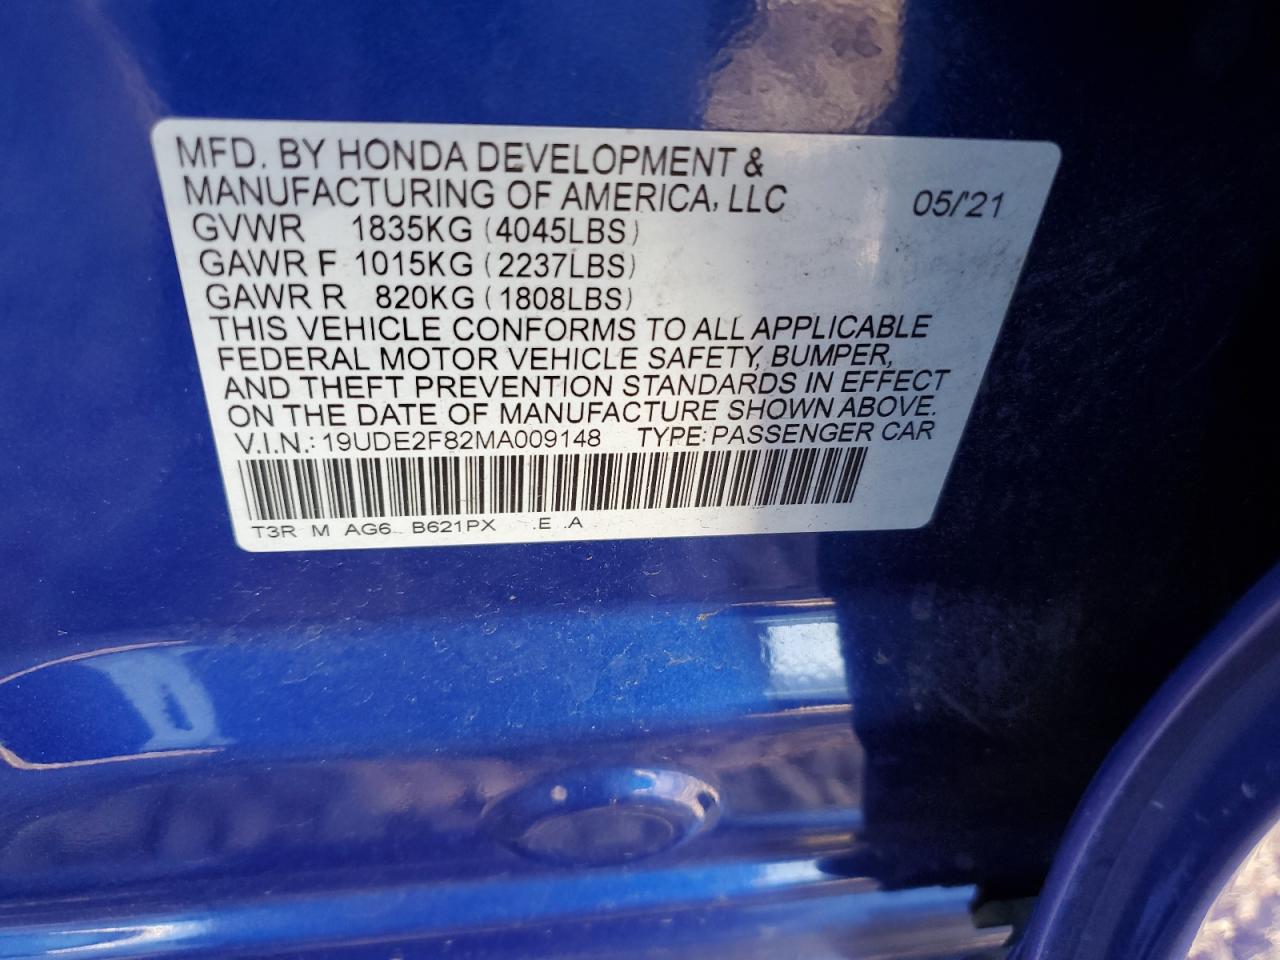 MFD. BY HONDA DEVELOPMENT &
MANUFACTURING OF AMERICA, LLC 05/'21
GVWR 1835KG (4045LBS)
GAWR F 1015KG (2237LBS)
GAWR R 820KG (1808LBS)
THIS VEHICLE CONFORMS TO ALL APPLICABLE
FEDERAL MOTOR VEHICLE SAFETY, BUMPER,
AND THEFT PREVENTION STANDARDS IN EFFECT
ON THE DATE OF MANUFACTURE SHOWN ABOVE.
V.I.N.: 19UDE2F82MA009148 TYPE: PASSENGER CAR
T3R M AG6 B621PX E A